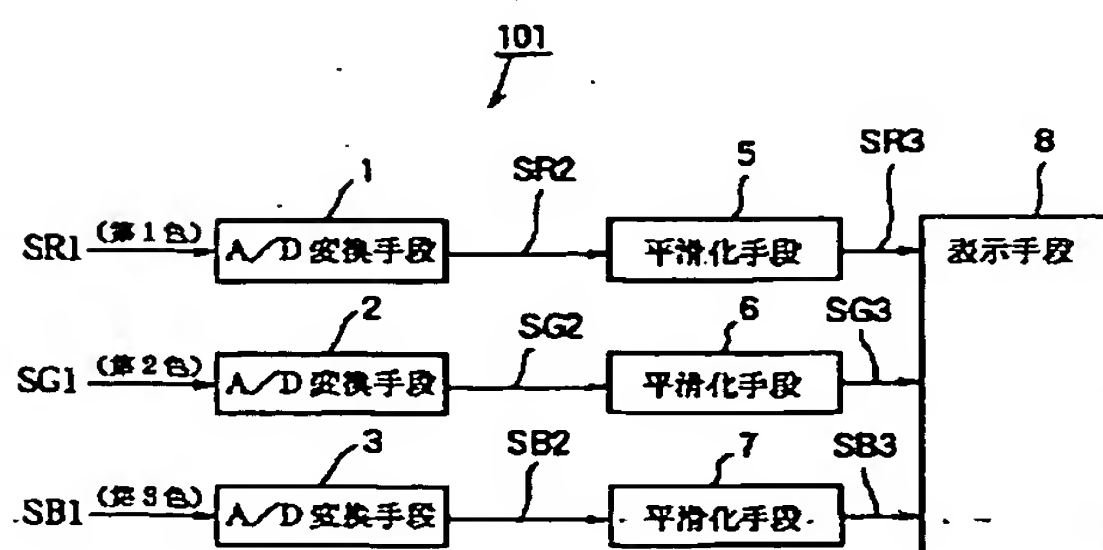 101
1 SR2 5 SR3 8
SR1 (第1色) A/D変換手段 平滑化手段 表示手段
2 SG2 6 SG3
SG1 (第2色) A/D変換手段 平滑化手段
3 SB2 7 SB3
SB1 (第3色) A/D変換手段 平滑化手段